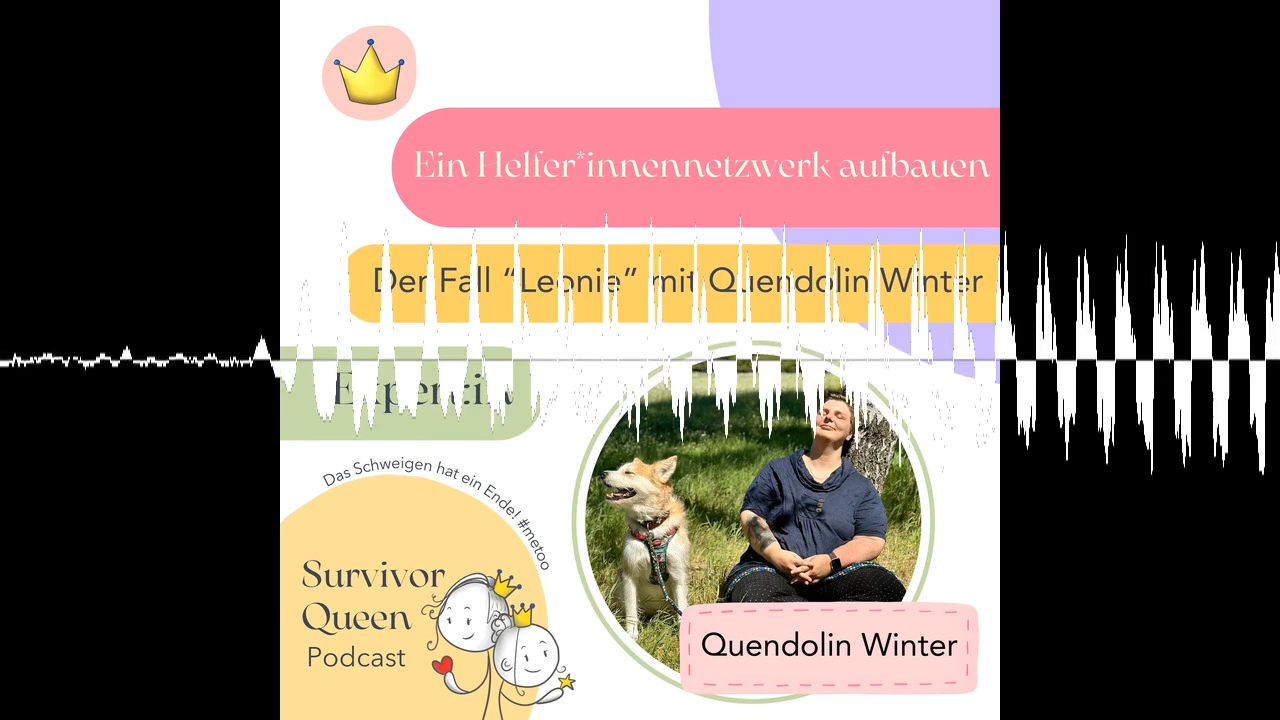 Ein Helfer*innennetzwerk aufbauen
Der Fall “Leonie” mit Quendolin Winter
Expertin
Das Schweigen hat ein Ende! #metoo
Survivor
Queen
Podcast
Quendolin Winter